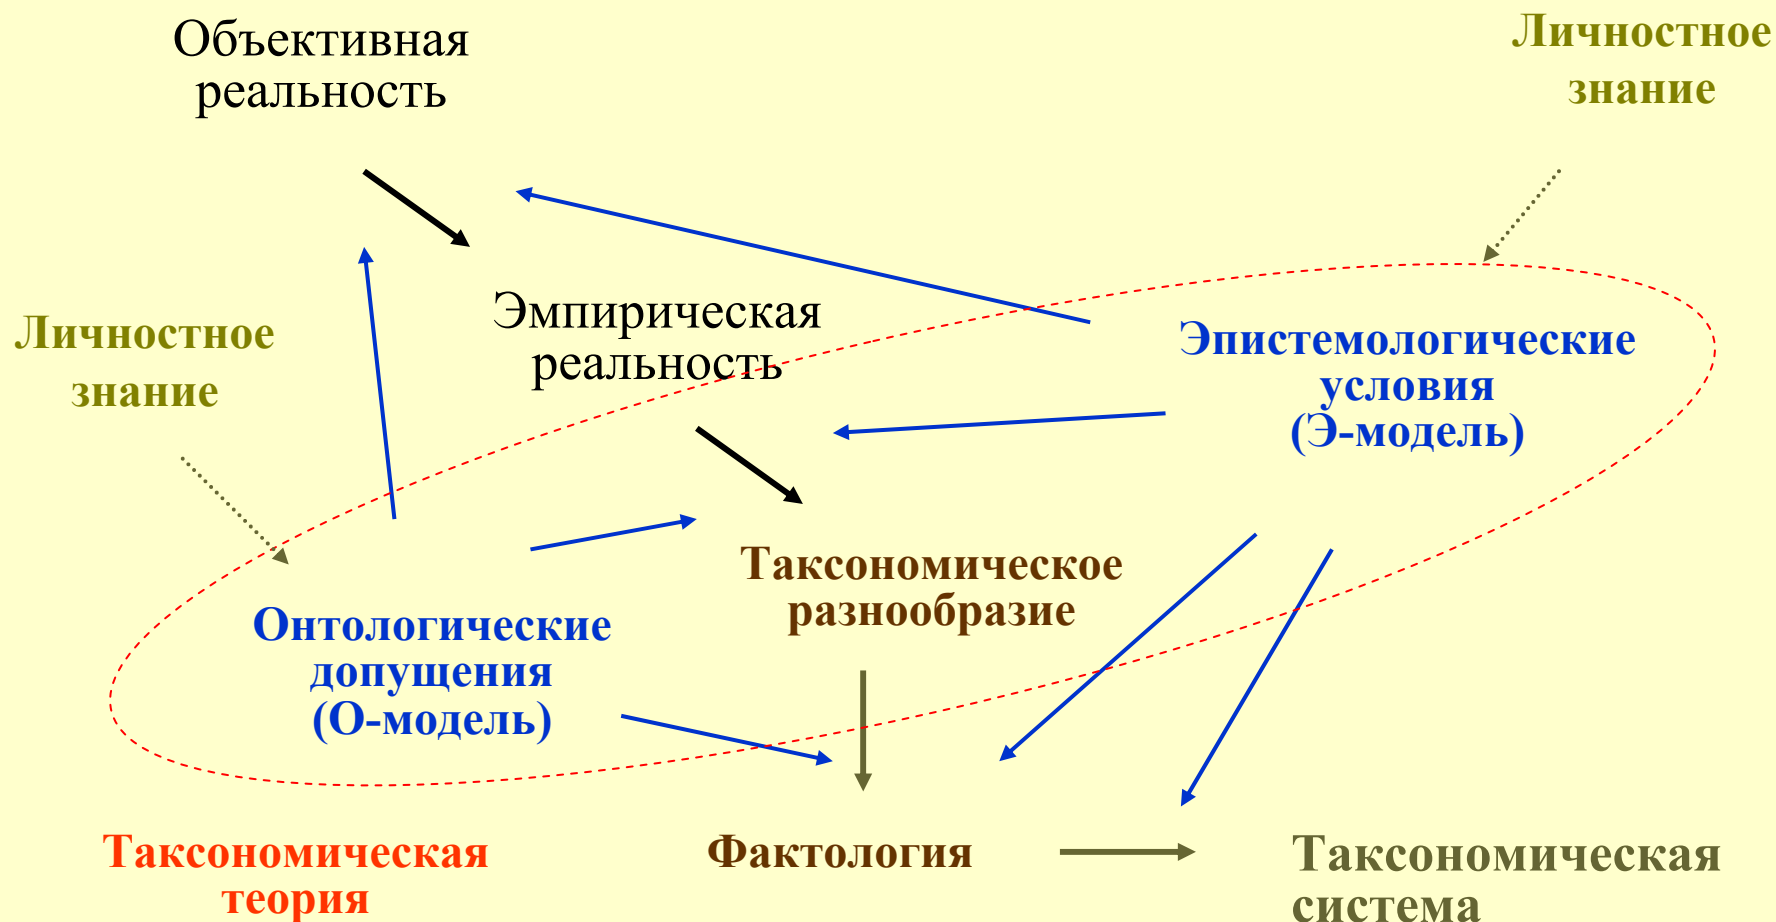 Объективная
реальность
Личностное
знание
Эмпирическая
реальность
Личностное
знание
Эпистемологические
условия
(Э-модель)
Таксономическое
разнообразие
Онтологические
допущения
(О-модель)
Таксономическая
теория
Фактология
Таксономическая
система